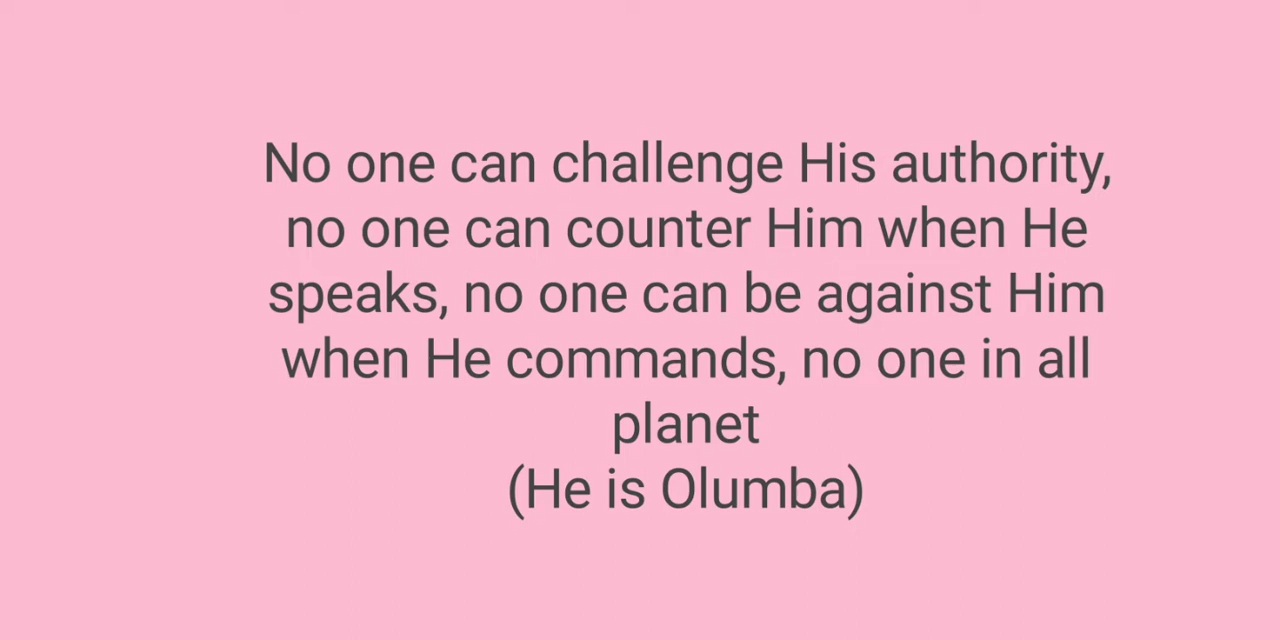 No one can challenge His authority,
no one can counter Him when He
speaks, no one can be against Him
when He commands, no one in all
planet
(He is Olumba)